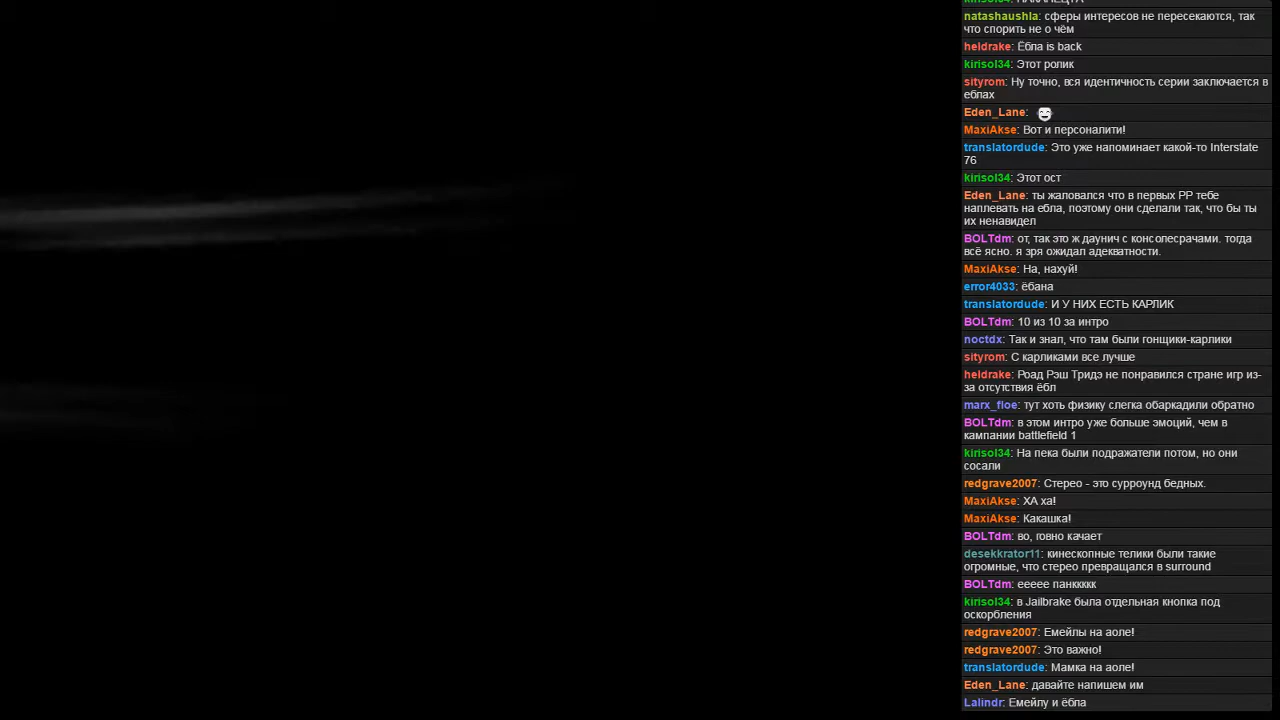 natashaushla: сферы интересов не пересекаются, так
что спорить не о чём
heldrake: Ёбла is back
kirisol34: Этот ролик
sityrom: Ну точно, вся идентичность серии заключается в
еблах
Eden_Lane:
MaxiAkse: Вот и персоналити!
translatordude: Это уже напоминает какой-то Interstate
76
kirisol34: Этот ост
Eden_Lane: ты жаловался что в первых РР тебе
наплевать на ебла, поэтому они сделали так, что бы ты
их ненавидел
BOLTdm: от, так это ж даунич с консолесрачами. тогда
всё ясно. я зря ожидал адекватности.
MaxiAkse: На, нахуй!
error4033: ёбана
translatordude: И У НИХ ЕСТЬ КАРЛИК
BOLTdm: 10 из 10 за интро
noctdx: Так и знал, что там были гонщики-карлики
sityrom: С карликами все лучше
heldrake: Роад Рэш Тридэ не понравился стране игр из-
за отсутствия ёбл
marx_floe: тут хоть физику слегка обаркадили обратно
BOLTdm: в этом интро уже больше эмоций, чем в
кампании battlefield 1
kirisol34: На пека были подражатели потом, но они
сосали
redgrave2007: Стерео - это сурроунд бедных.
MaxiAkse: ХА ха!
MaxiAkse: Какашка!
BOLTdm: во, говно качает
desekkrator11: кинескопные телики были такие
огромные, что стерео превращался в surround
BOLTdm: еееее панккккк
kirisol34: в Jailbrake была отдельная кнопка под
оскорбления
redgrave2007: Емейлы на аоле!
redgrave2007: Это важно!
translatordude: Мамка на аоле!
Eden_Lane: давайте напишем им
Lalindr: Емейлу и ёбла